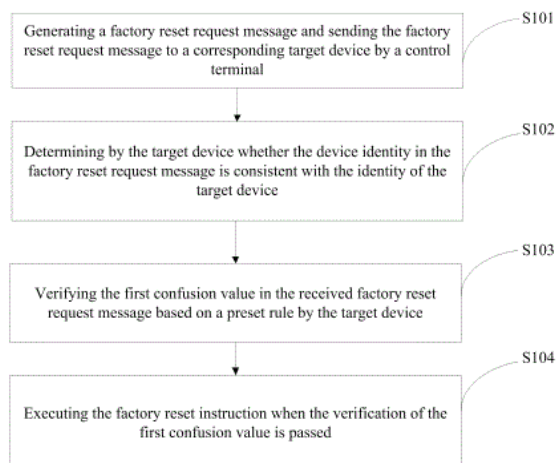 S101
Generating a factory reset request message and sending the factory
reset request message to a corresponding target device by a control
terminal
S102
Determining by the target device whether the device identity in the
factory reset request message is consistent with the identity of the
target device
S103
Verifying the first confusion value in the received factory reset
request message based on a preset rule by the target device
S104
Executing the factory reset instruction when the verification of the
first confusion value is passed